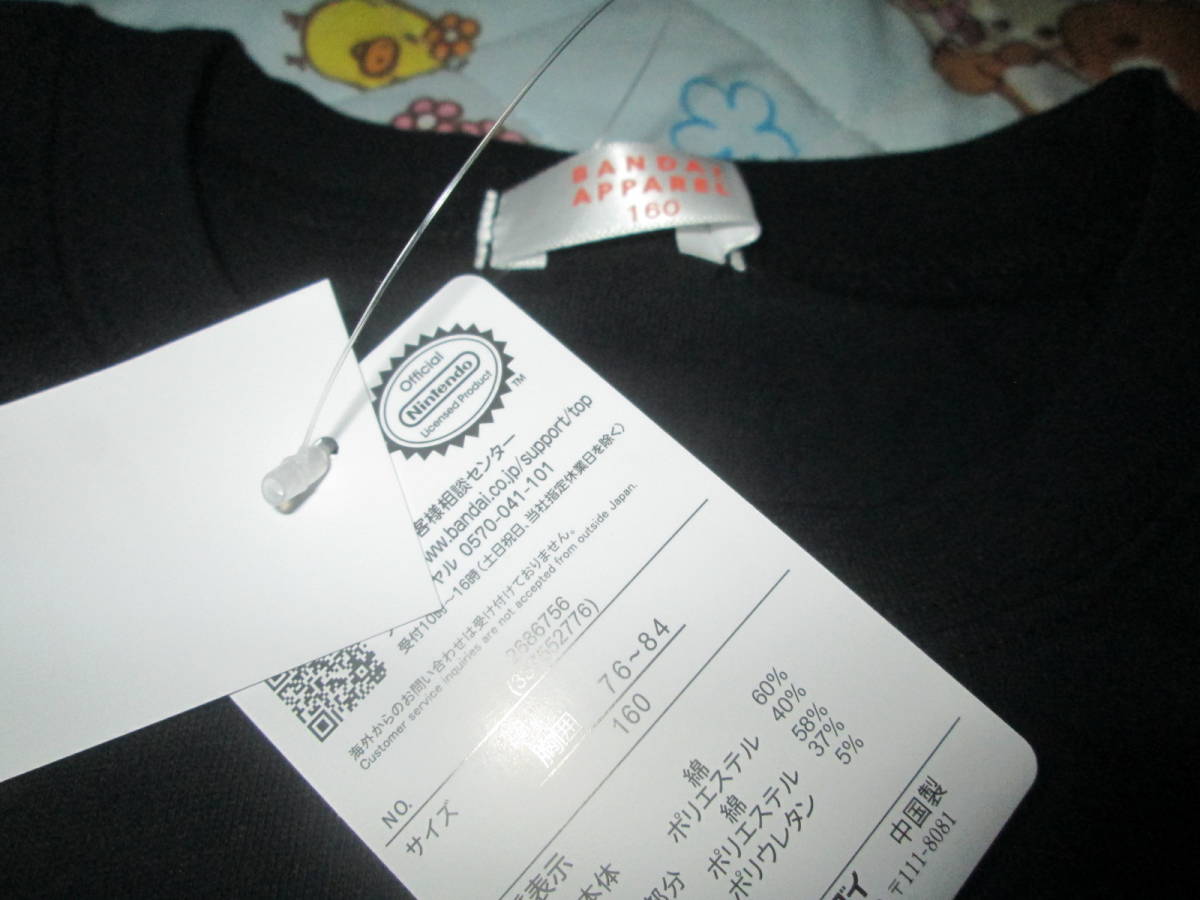 BANDAI
APPAREL
160
Official
Nintendo
Licensed Product
TM
客様相談センター
ww.bandai.co.jp/support/top
ヤル 0570-041-101
受付10時～16時(土日祝日、当社指定休業日を除く)
海外からのお問い合わせは受け付けておりません。
Customer service inquiries are not accepted from outside Japan.
NO. 2686756
サイズ 胸囲 76~84
160
表示
本体 綿 60%
ポリエステル 40%
部分 綿 58%
ポリエステル 37%
ポリウレタン 5%
中国製
ダイ 〒111-8081